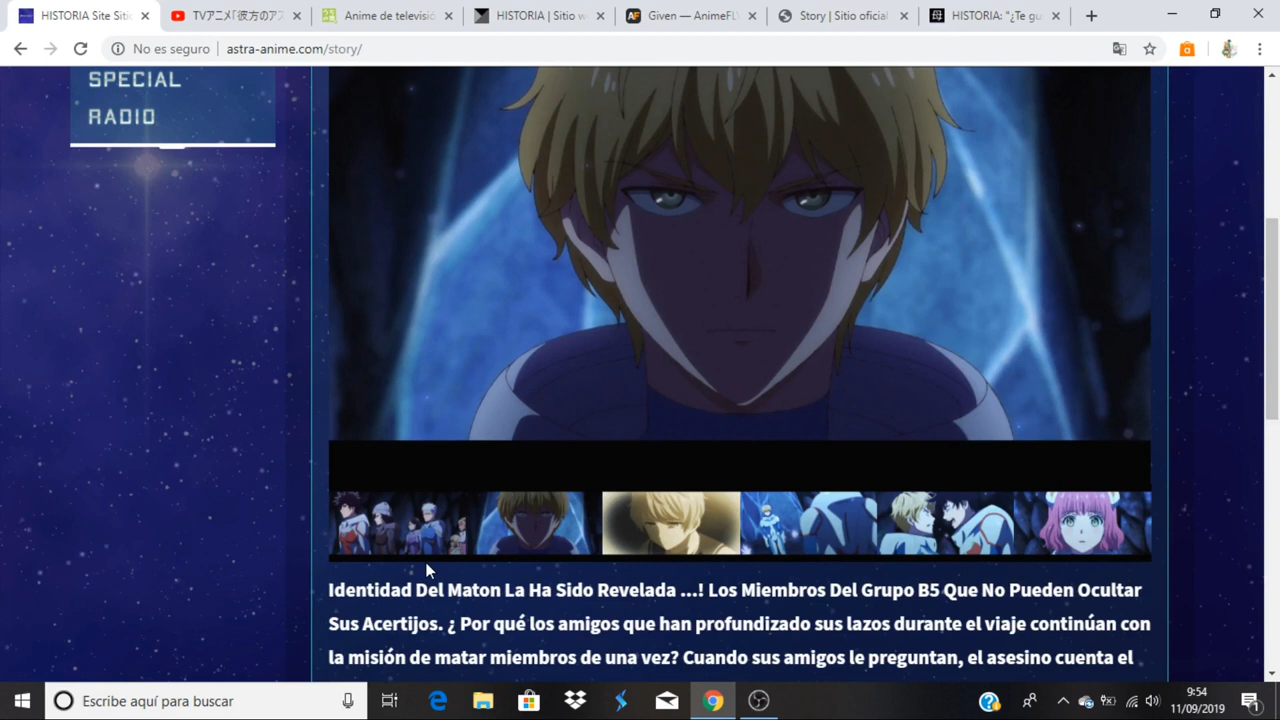 HISTORIA Site Siti
TVアニメ「彼方のア
Anime de televisió
HISTORIA | Sitio w
Given — AnimeFL
Story | Sitio oficial
HISTORIA: "¿Te gu
No es seguro
astra-anime.com/story/
SPECIAL
RADIO
Identidad Del Maton La Ha Sido Revelada ...! Los Miembros Del Grupo B5 Que No Pueden Ocultar
Sus Acertijos. ¿ Por qué los amigos que han profundizado sus lazos durante el viaje continúan con
la misión de matar miembros de una vez? Cuando sus amigos le preguntan, el asesino cuenta el
Escribe aquí para buscar
9:54
11/09/2019